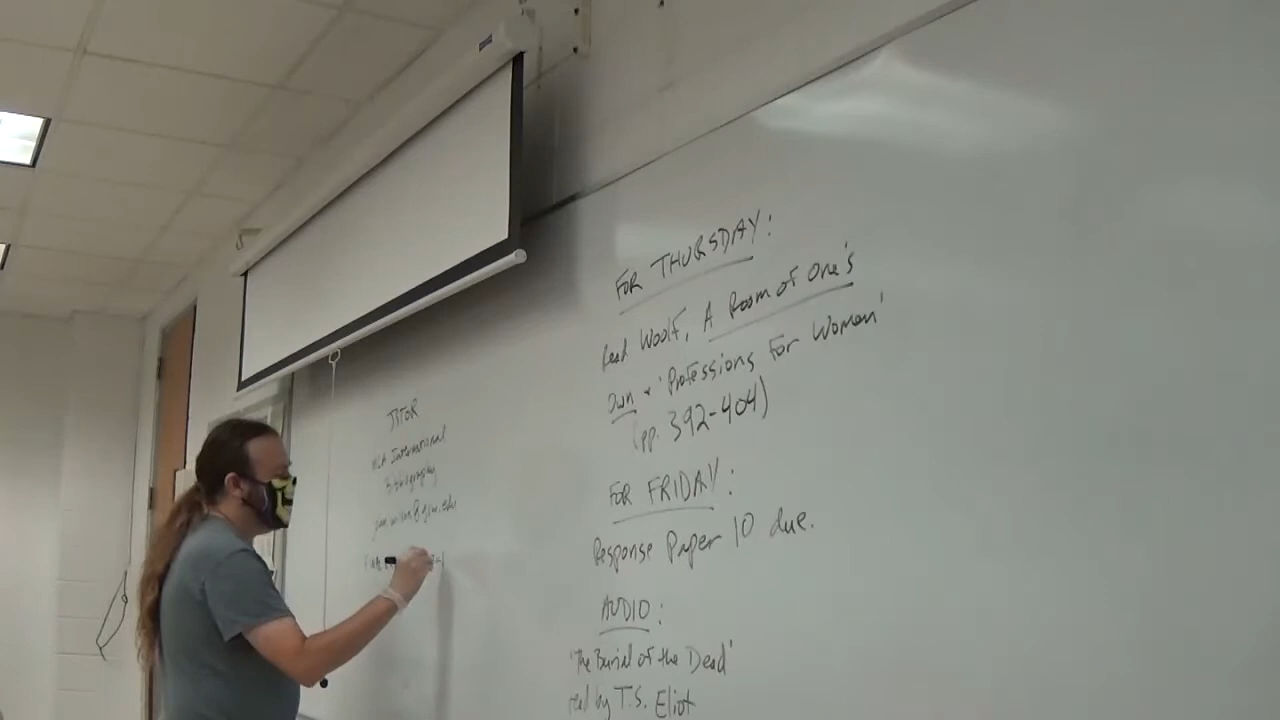 JSTOR
MLA International
Bibliography
FOR THURSDAY:
Read Woolf, A Room of One's
Own + 'Professions For Women'
(pp. 392-404)
FOR FRIDAY:
Response Paper 10 due.
AUDIO:
'The Burial of the Dead'
read by T.S. Eliot